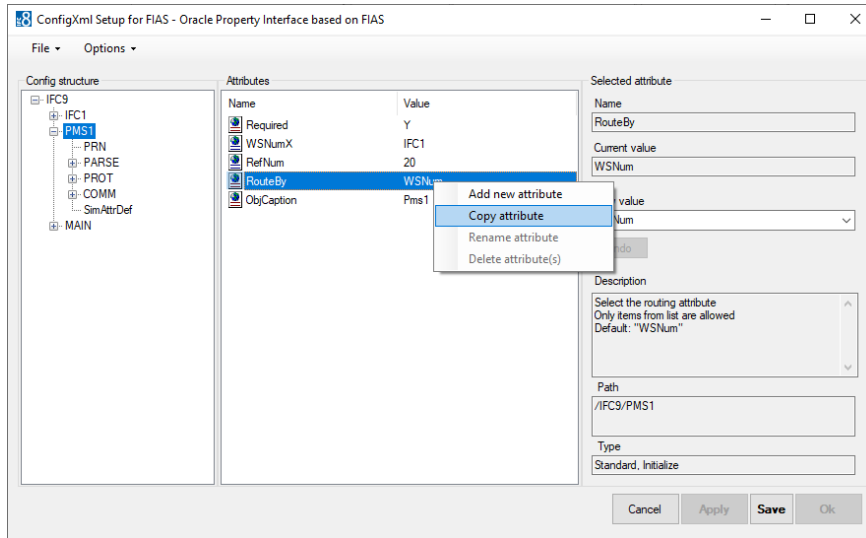 ConfigXml Setup for FIAS - Oracle Property Interface based on FIAS
File Options
Config structure
IFC9
IFC1
PMS1
PRN
PARSE
PROT
COMM
SimAttrDef
MAIN
Attributes
Name Value
Required Y
WSNumX IFC1
RefNum 20
RouteBy WSNum
ObjCaption Pms1
Add new attribute
Copy attribute
Rename attribute
Delete attribute(s)
Selected attribute
Name
RouteBy
Current value
WSNum
value
Num
ndo
Description
Select the routing attribute
Only items from list are allowed
Default: "WSNum"
Path
/IFC9/PMS1
Type
Standard, Initialize
Cancel Apply Save Ok